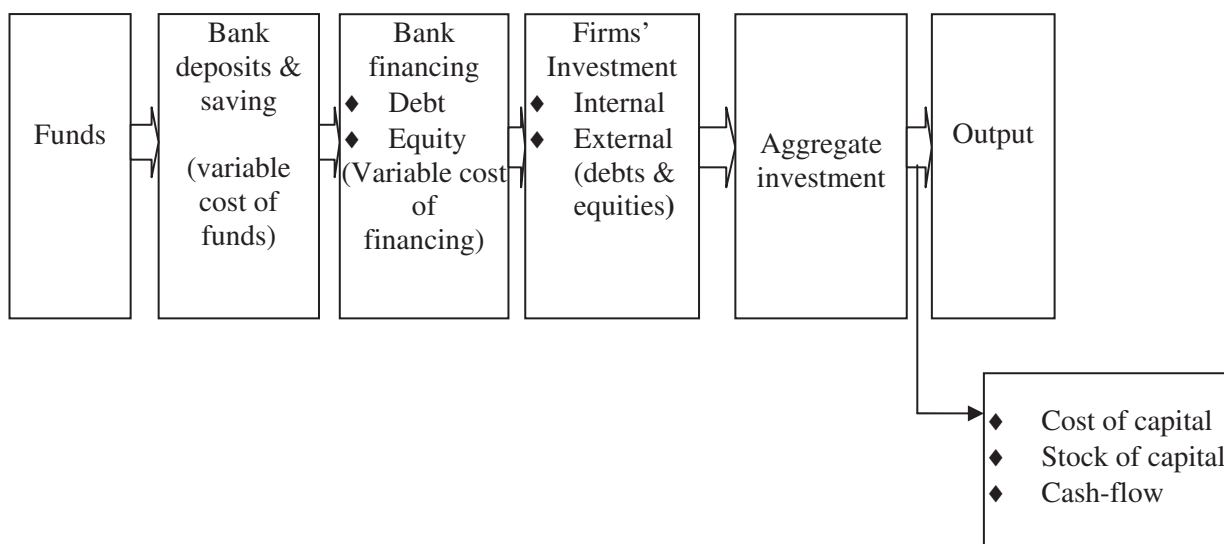 Funds
Bank
deposits &
saving
(variable
cost of
funds)
Bank
financing
♦ Debt
♦ Equity
(Variable cost
of
financing)
Firms’
Investment
♦ Internal
♦ External
(debts &
equities)
Aggregate
investment
Output
♦ Cost of capital
♦ Stock of capital
♦ Cash-flow